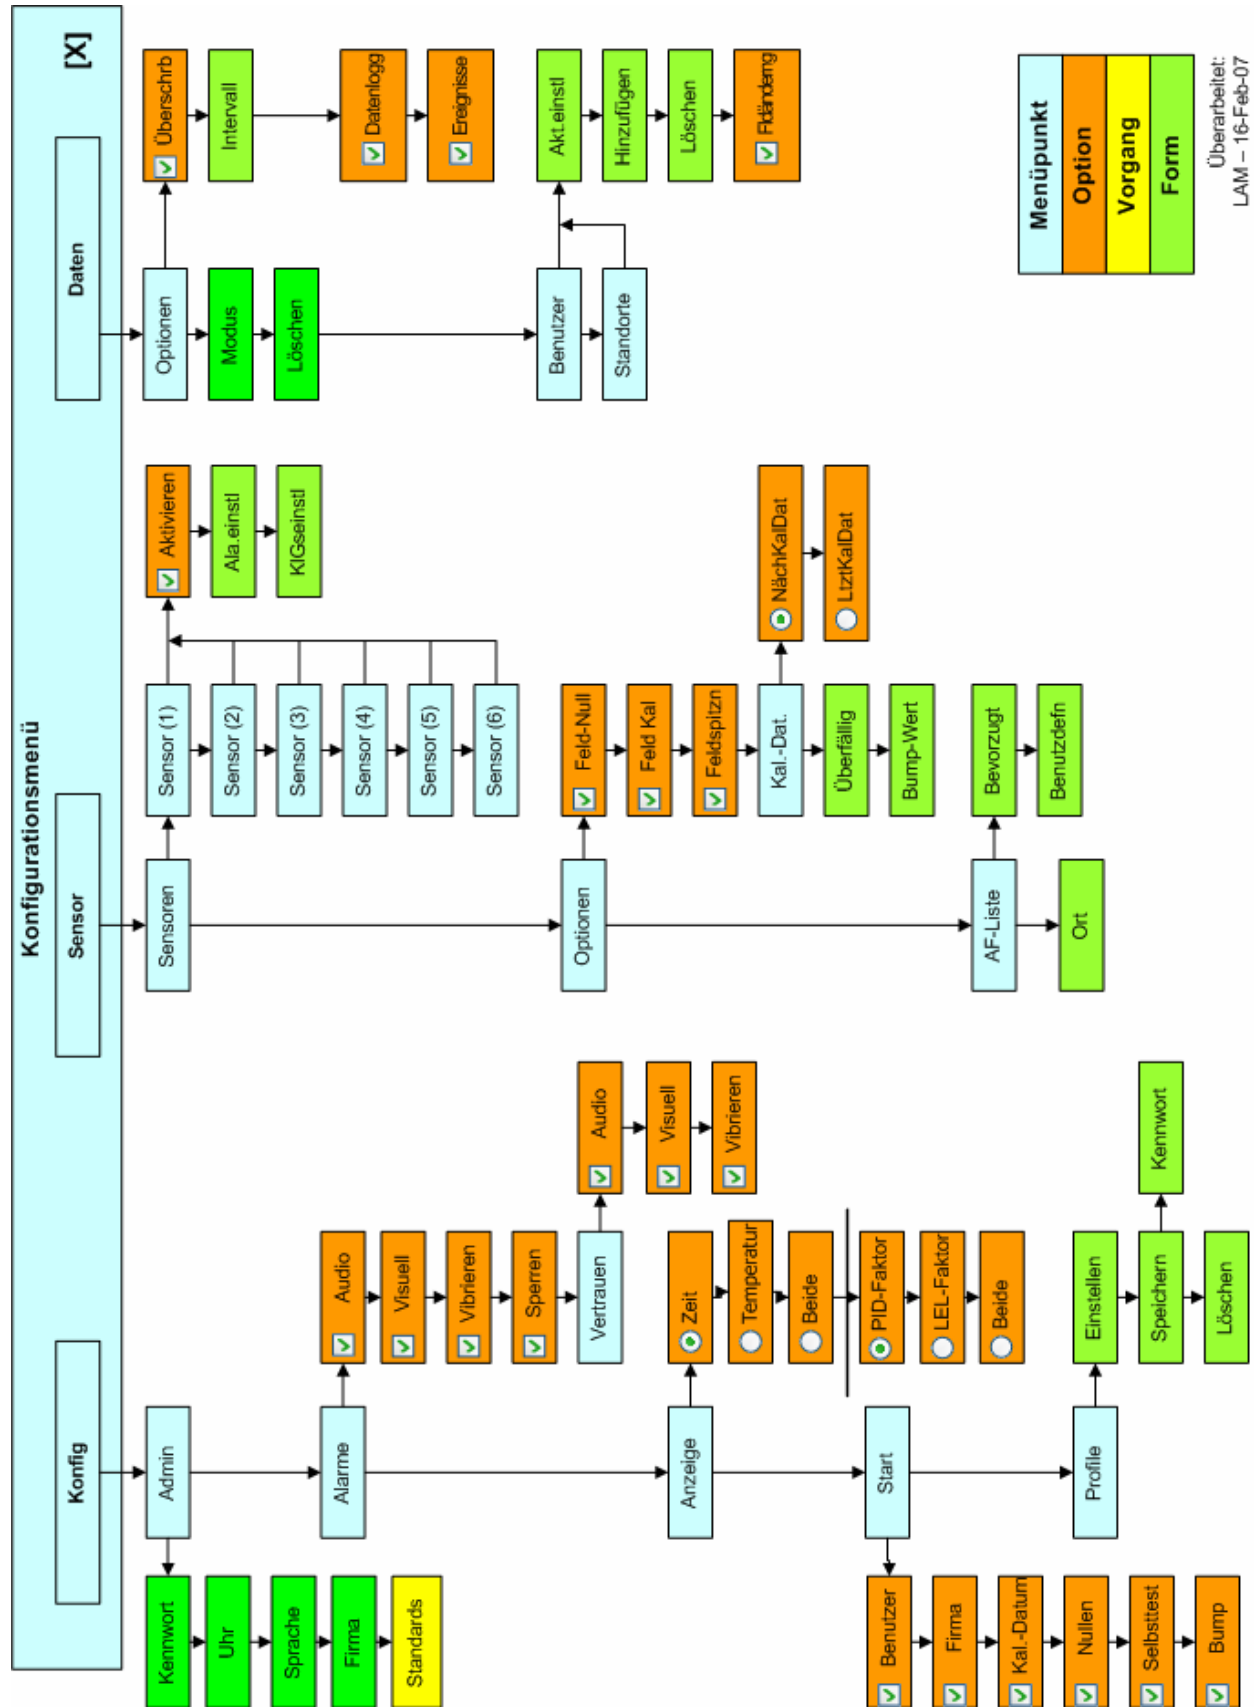 Konfigurationsmenü
[X]
Konfig
Sensor
Daten
Kennwort
Uhr
Sprache
Firma
Standards
Admin
Alarme
Audio
Visuell
Vibrieren
Sperren
Vertrauen
Audio
Visuell
Vibrieren
Anzeige
Zeit
Temperatur
Beide
PID-Faktor
LEL-Faktor
Beide
Start
Benutzer
Firma
Kal.-Datum
Nullen
Selbsttest
Bump
Profile
Einstellen
Speichern
Löschen
Kennwort
Sensoren
Sensor (1)
Sensor (2)
Sensor (3)
Sensor (4)
Sensor (5)
Sensor (6)
Aktivieren
Ala.einstl
KlGseinstl
Optionen
Feld-Null
Feld Kal
Feldspitzn
Kal.-Dat.
Überfällig
Bump-Wert
NächKalDat
LtztKalDat
AF-Liste
Ort
Bevorzugt
Benutzdefn
Optionen
Modus
Löschen
Überschrb
Intervall
Datenlogg
Ereignisse
Benutzer
Standorte
Akt.einstl
Hinzufügen
Löschen
Fldänderng
Menüpunkt
Option
Vorgang
Form
Überarbeitet:
LAM – 16-Feb-07